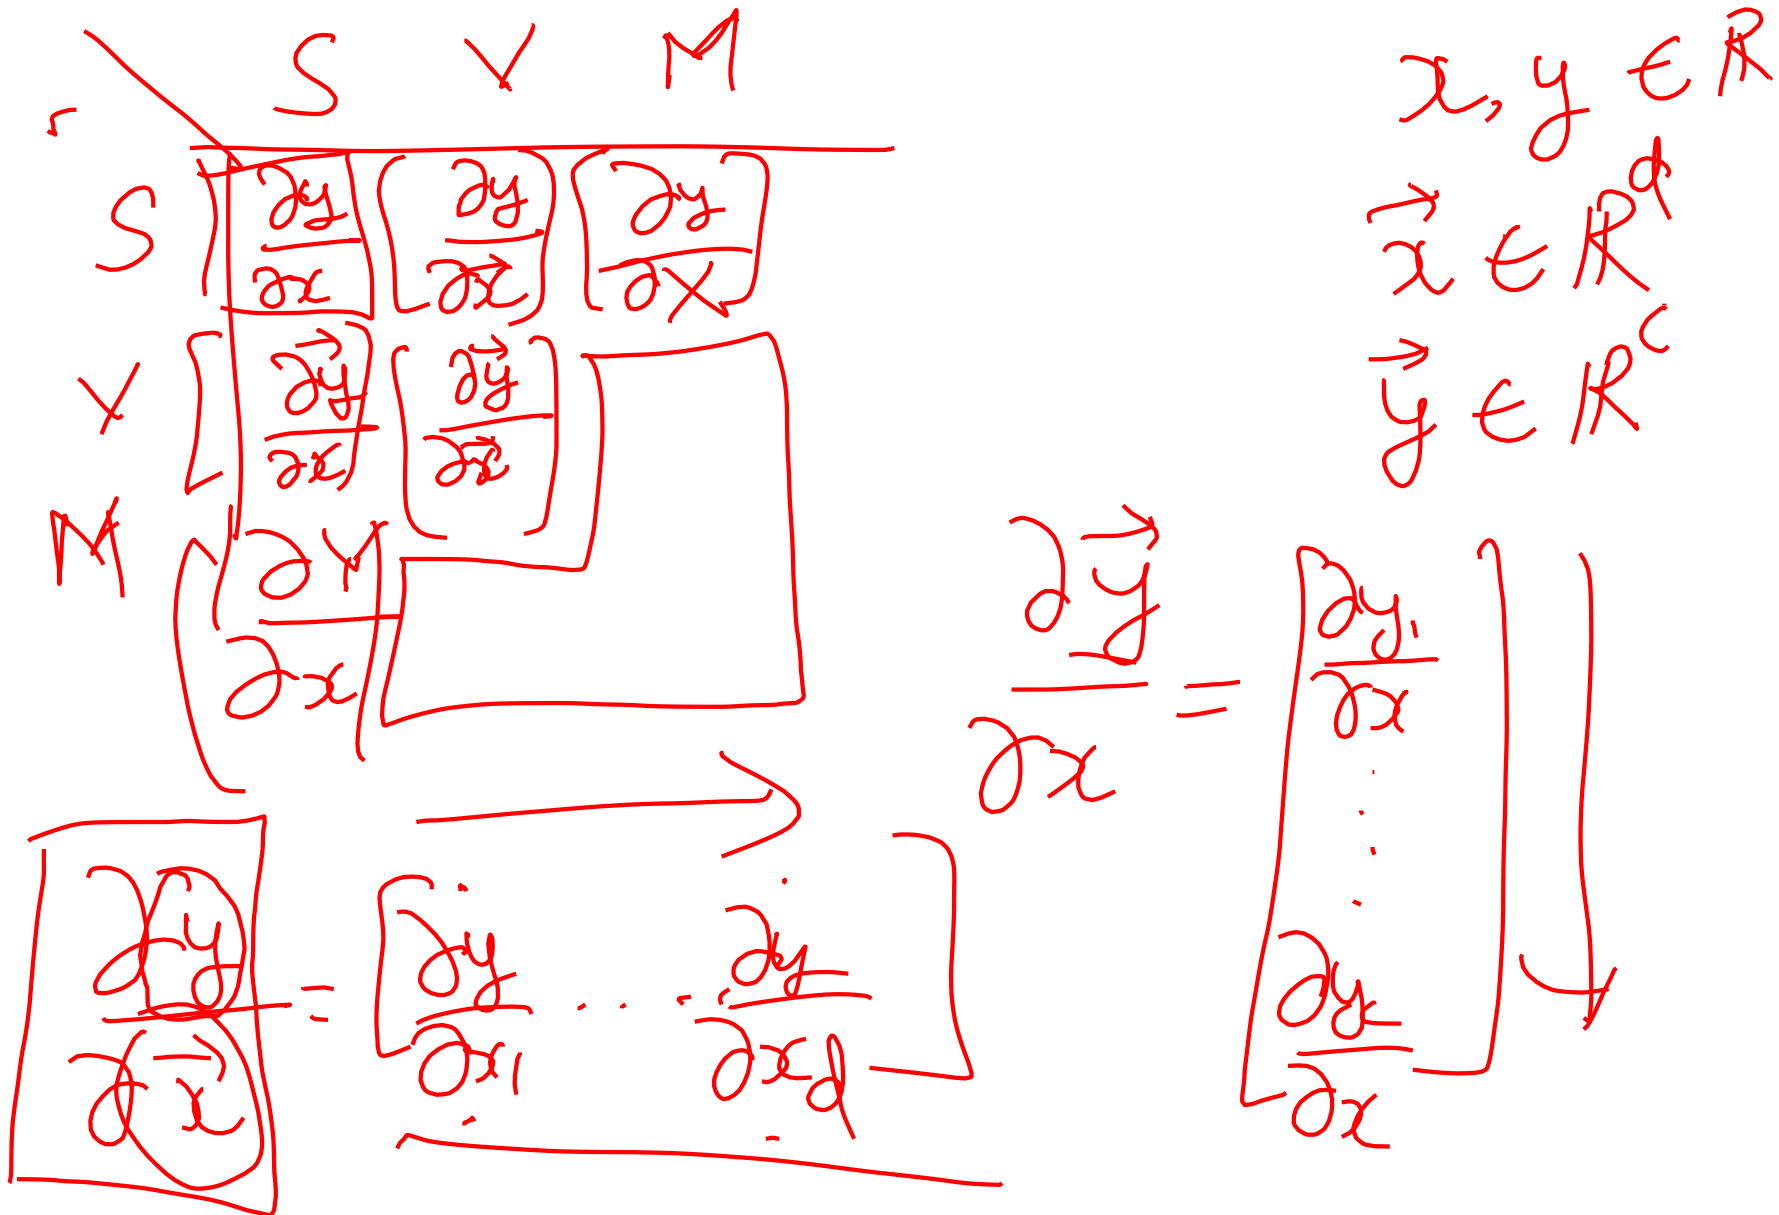 S V M
S ∂y/∂x ∂y/∂x⃗ ∂y/∂X
V ∂y⃗/∂x ∂y⃗/∂x⃗
M ∂Y/∂x
x, y ∈ ℝ
x⃗ ∈ ℝ^d
y⃗ ∈ ℝ^c
∂y⃗/∂x = [∂y₁/∂x ⋮ ∂y_c/∂x]
∂y/∂x⃗ = [∂y/∂x₁ ... ∂y/∂x_d]